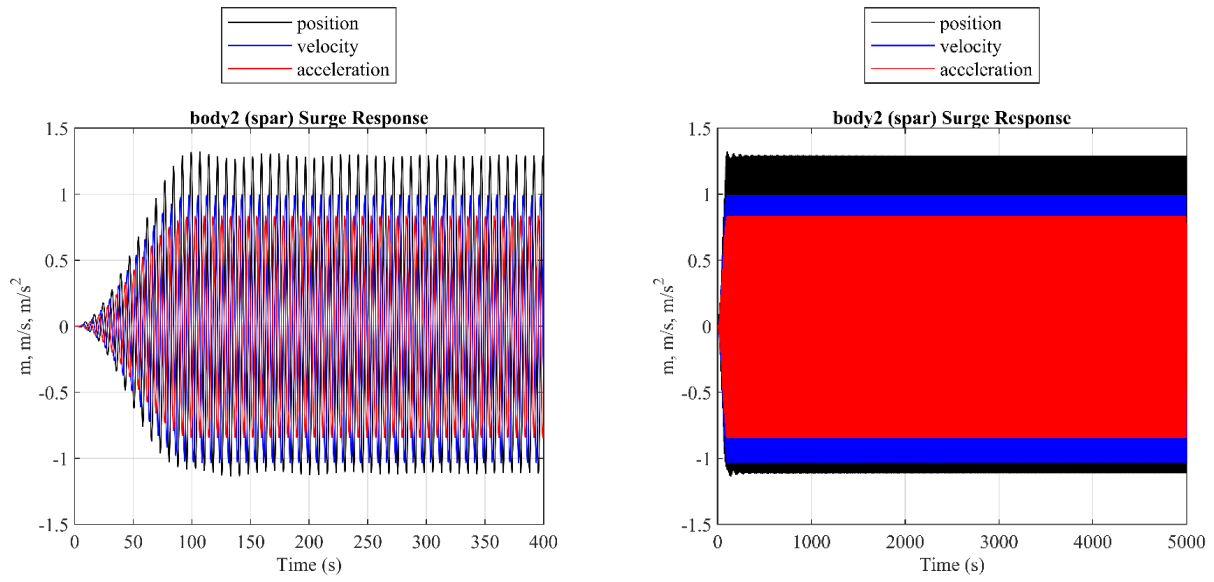 position
velocity
acceleration
body2 (spar) Surge Response
1.5
1
0.5
0
-0.5
-1
-1.5
m, m/s, m/s²
0 50 100 150 200 250 300 350 400
Time (s)
position
velocity
acceleration
body2 (spar) Surge Response
1.5
1
0.5
0
-0.5
-1
-1.5
m, m/s, m/s²
0 1000 2000 3000 4000 5000
Time (s)